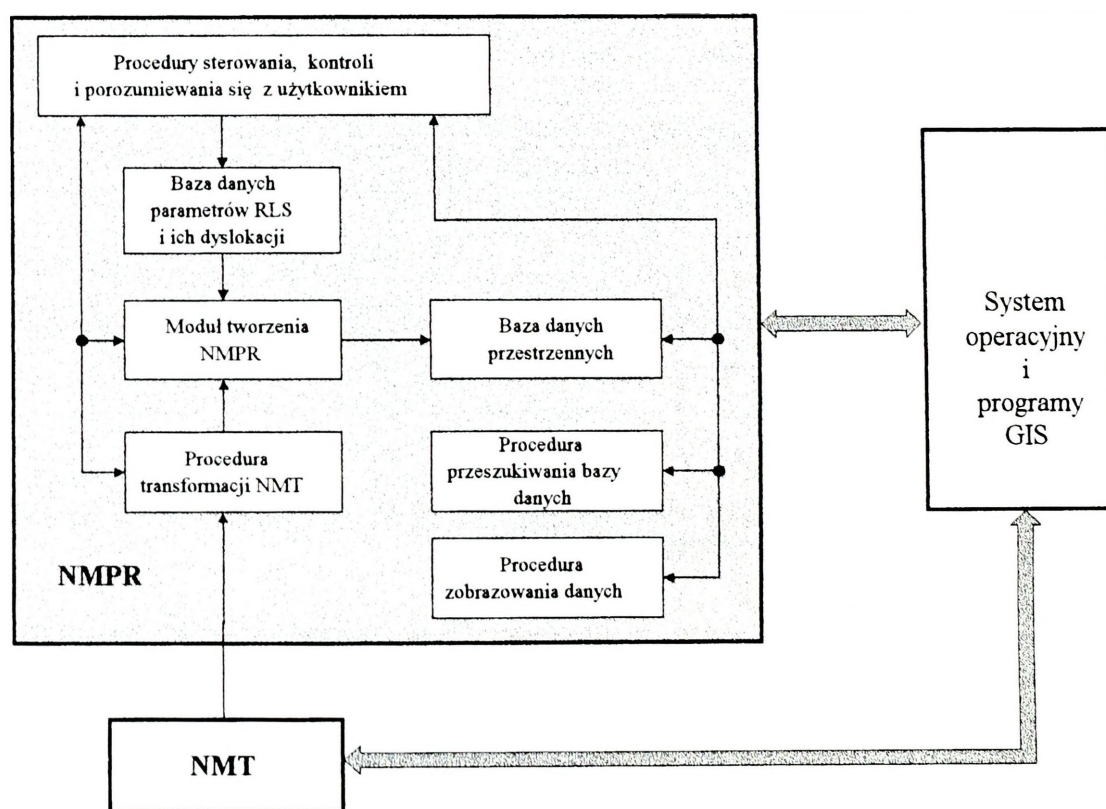 Procedury sterowania, kontroli
i porozumiewania się z użytkownikiem
Baza danych
parametrów RLS
i ich dyslokacji
Moduł tworzenia
NMPR
Baza danych
przestrzennych
Procedura
transformacji NMT
Procedura
przeszukiwania bazy
danych
Procedura
zobrazowania danych
NMPR
System
operacyjny
i
programy
GIS
NMT